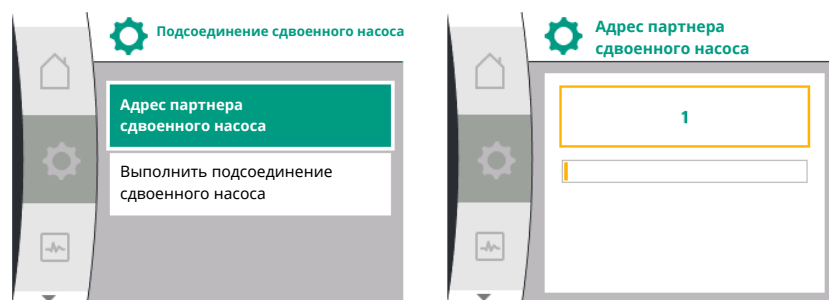 Подсоединение сдвоенного насоса
Адрес партнера
сдвоенного насоса
Выполнить подсоединение
сдвоенного насоса
Адрес партнера
сдвоенного насоса
1